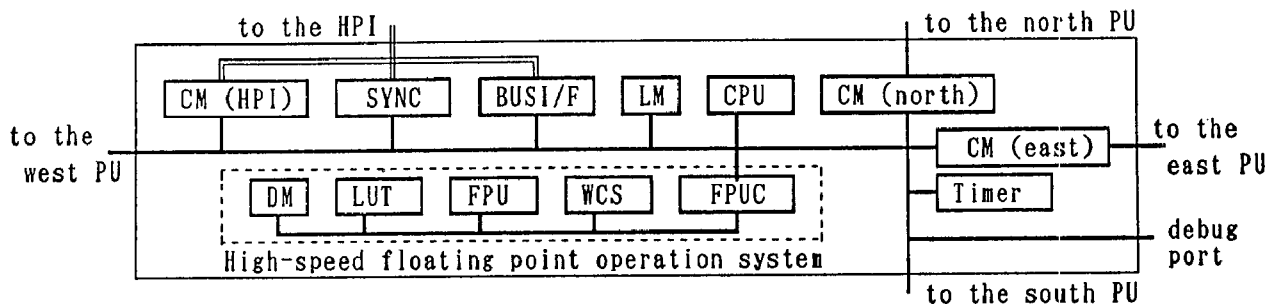 to the HPI
to the north PU
CM (HPI)
SYNC
BUSI/F
LM
CPU
CM (north)
to the
west PU
CM (east)
to the
east PU
DM
LUT
FPU
WCS
FPUC
Timer
High-speed floating point operation system
debug
port
to the south PU